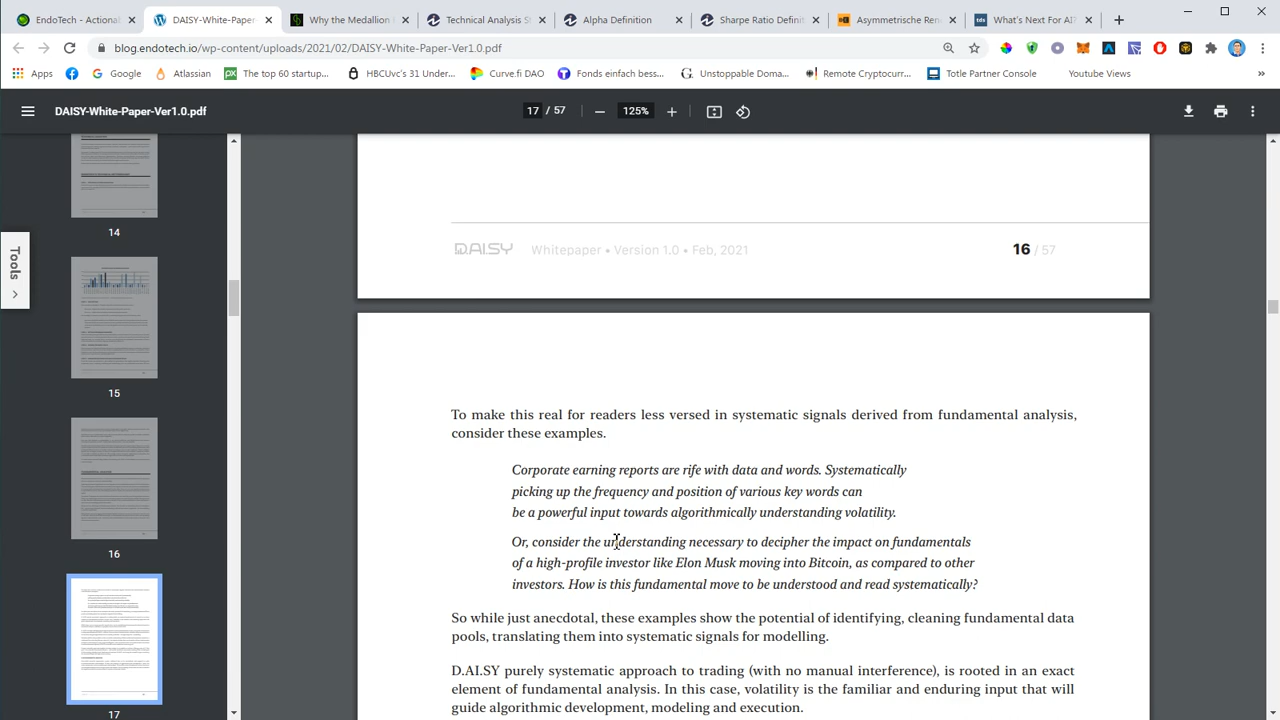 EndoTech - Actional
DAISY-White-Paper-
Why the Medallion
Technical Analysis S
Alpha Definition
Sharpe Ratio Defini
Asymmetrische Ren
What's Next For AI?
blog.endotech.io/wp-content/uploads/2021/02/DAISY-White-Paper-Ver1.0.pdf
Apps
Google
Atlassian
The top 60 startup...
HBCUvc's 31 Under...
Curve.fi DAO
Fonds einfach bess...
Unstoppable Doma...
Remote Cryptocurr...
Totle Partner Console
Youtube Views
DAISY-White-Paper-Ver1.0.pdf
17 / 57
125%
Tools
14
15
16
17
D.AI.SY Whitepaper • Version 1.0 • Feb, 2021 16 / 57
To make this real for readers less versed in systematic signals derived from fundamental analysis,
consider these examples.
Corporate earning reports are rife with data and words. Systematically
picking up the frequency and position of various key words can
be a powerful input towards algorithmically understanding volatility.
Or, consider the understanding necessary to decipher the impact on fundamentals
of a high-profile investor like Elon Musk moving into Bitcoin, as compared to other
investors. How is this fundamental move to be understood and read systematically?
So while just anecdotal, these examples show the potential of identifying, cleaning fundamental data
pools, translating them into systematic signals for modelling.
D.AI.SY purely systematic approach to trading (with no manual interference), is rooted in an exact
element of fundamental analysis. In this case, volatility is the familiar and enduring input that will
guide algorithmic development, modeling and execution.